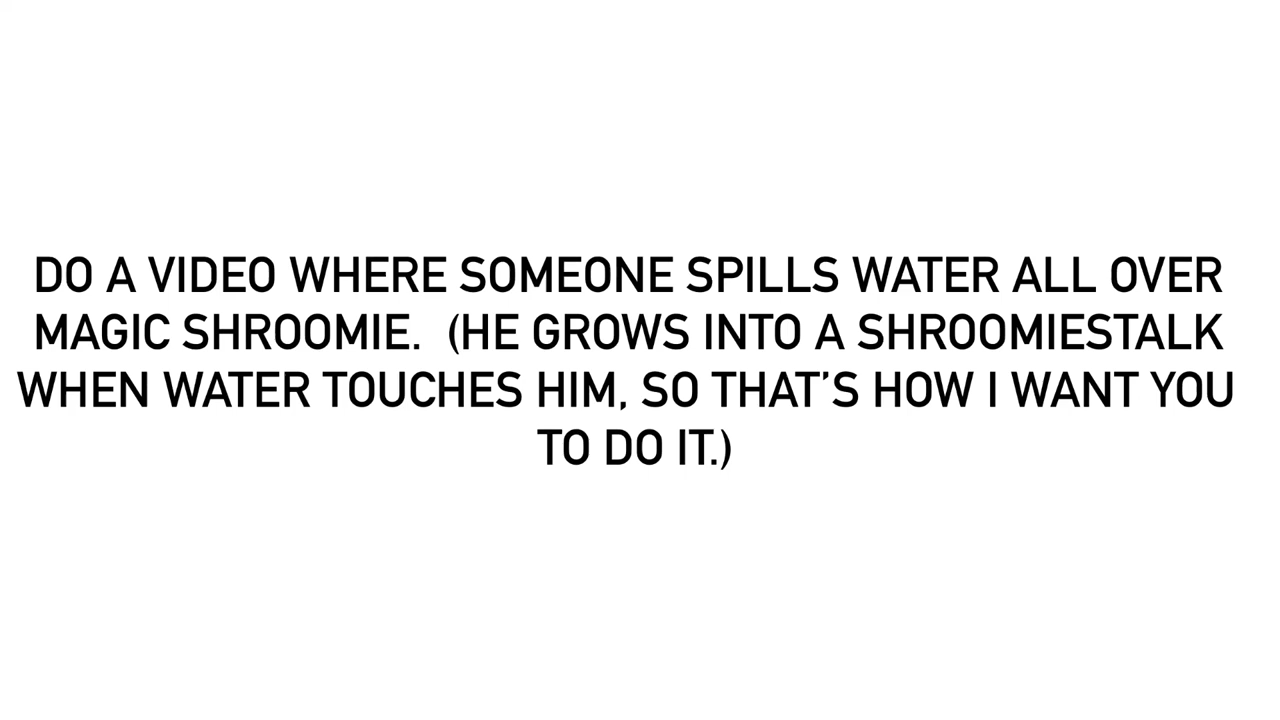 DO A VIDEO WHERE SOMEONE SPILLS WATER ALL OVER
MAGIC SHROOMIE.  (HE GROWS INTO A SHROOMIESTALK
WHEN WATER TOUCHES HIM, SO THAT’S HOW I WANT YOU
TO DO IT.)